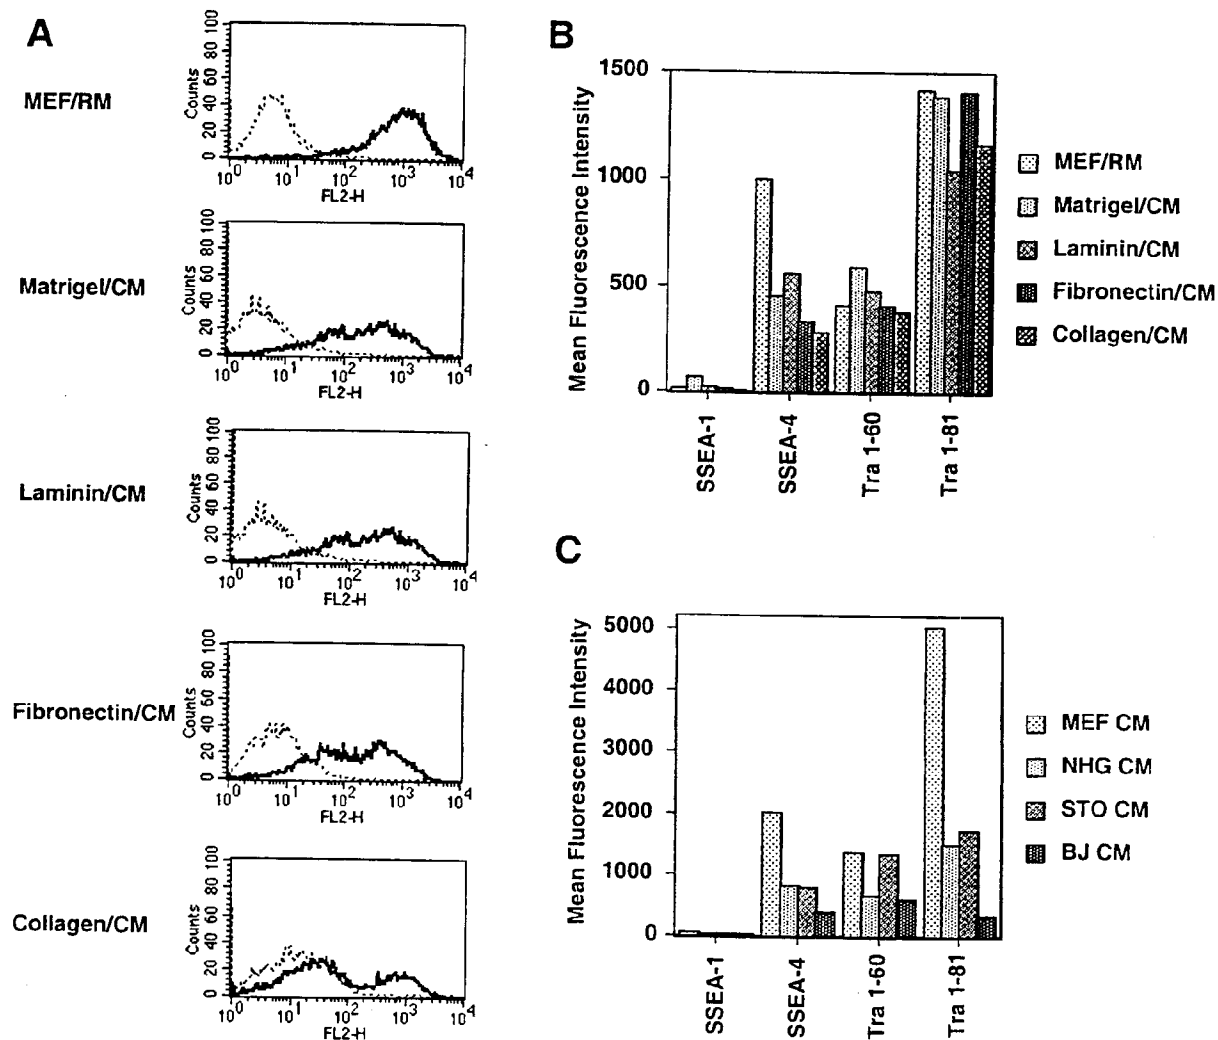 A
MEF/RM
Counts
0 20 40 60 80 100
10^0 10^1 10^2 10^3 10^4
FL2-H
Matrigel/CM
Counts
0 20 40 60 80 100
10^0 10^1 10^2 10^3 10^4
FL2-H
Laminin/CM
Counts
0 20 40 60 80 100
10^0 10^1 10^2 10^3 10^4
FL2-H
Fibronectin/CM
Counts
0 20 40 60 80 100
10^0 10^1 10^2 10^3 10^4
FL2-H
Collagen/CM
Counts
0 20 40 60 80 100
10^0 10^1 10^2 10^3 10^4
FL2-H
B
Mean Fluorescence Intensity
1500
1000
500
0
SSEA-1
SSEA-4
Tra 1-60
Tra 1-81
MEF/RM
Matrigel/CM
Laminin/CM
Fibronectin/CM
Collagen/CM
C
Mean Fluorescence Intensity
5000
4000
3000
2000
1000
0
SSEA-1
SSEA-4
Tra 1-60
Tra 1-81
MEF CM
NHG CM
STO CM
BJ CM